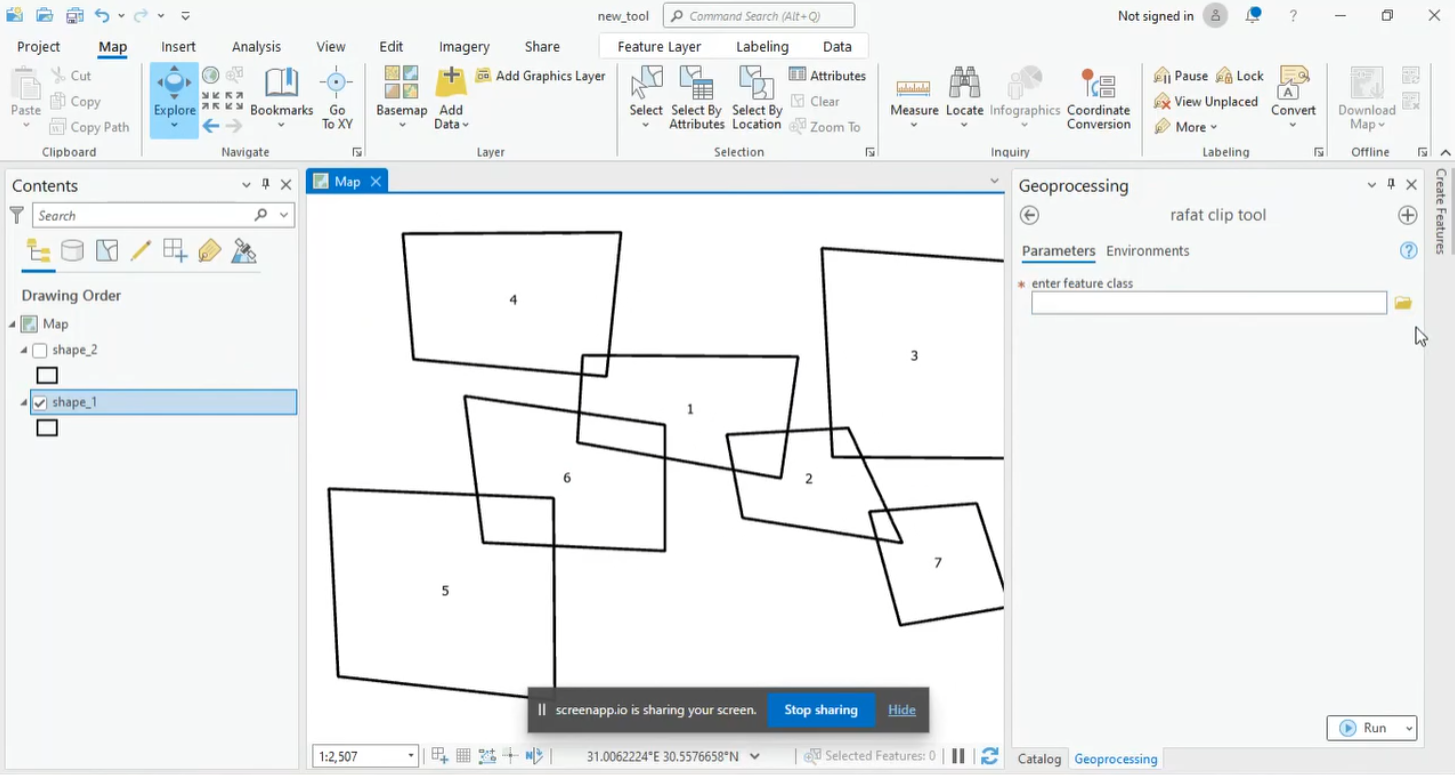 new_tool
Command Search (Alt+Q)
Not signed in
?
Project
Map
Insert
Analysis
View
Edit
Imagery
Share
Feature Layer
Labeling
Data
Paste
Cut
Copy
Copy Path
Clipboard
Explore
Bookmarks
Go To XY
Navigate
Basemap
Add Data
Add Graphics Layer
Layer
Select
Select By Attributes
Select By Location
Attributes
Clear
Zoom To
Selection
Measure
Locate
Infographics
Coordinate Conversion
Inquiry
Pause
Lock
View Unplaced
More
A
Convert
Labeling
Download Map
Offline
Contents
Search
Drawing Order
Map
shape_2
shape_1
Map
4
3
1
6
2
7
5
screenapp.io is sharing your screen.
Stop sharing
Hide
1:2,507
31.0062224°E 30.5576658°N
Selected Features: 0
Geoprocessing
rafat clip tool
Parameters
Environments
?
* enter feature class
Run
Catalog
Geoprocessing
Create Features